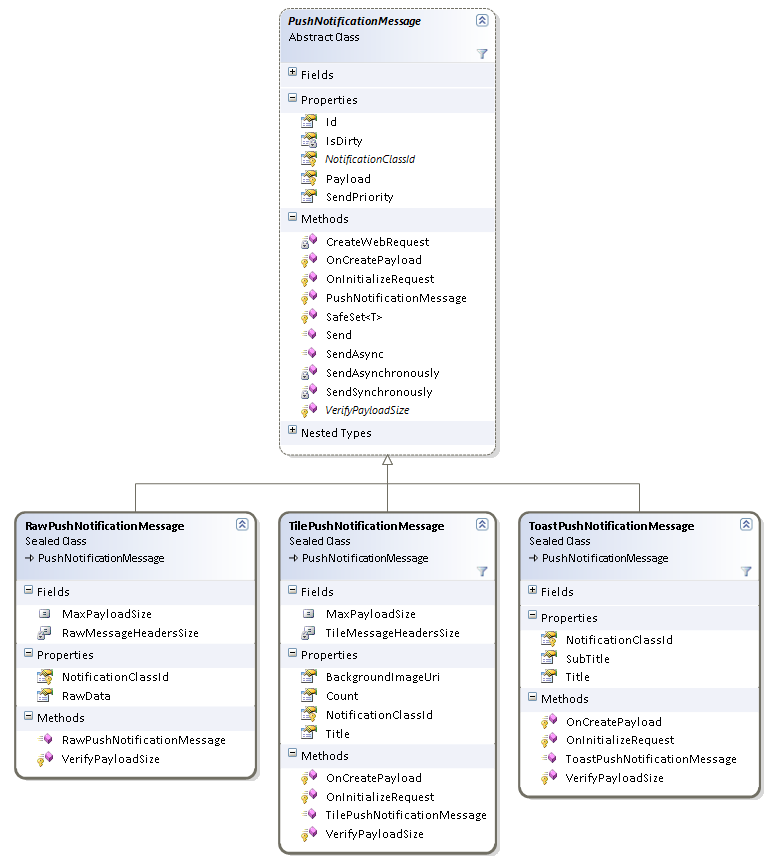 PushNotificationMessage
Abstract Class
Fields
Properties
Id
IsDirty
NotificationClassId
Payload
SendPriority
Methods
CreateWebRequest
OnCreatePayload
OnInitializeRequest
PushNotificationMessage
SafeSet<T>
Send
SendAsync
SendAsynchronously
SendSynchronously
VerifyPayloadSize
Nested Types
RawPushNotificationMessage
Sealed Class
PushNotificationMessage
Fields
MaxPayloadSize
RawMessageHeadersSize
Properties
NotificationClassId
RawData
Methods
RawPushNotificationMessage
VerifyPayloadSize
TilePushNotificationMessage
Sealed Class
PushNotificationMessage
Fields
MaxPayloadSize
TileMessageHeadersSize
Properties
BackgroundImageUri
Count
NotificationClassId
Title
Methods
OnCreatePayload
OnInitializeRequest
TilePushNotificationMessage
VerifyPayloadSize
ToastPushNotificationMessage
Sealed Class
PushNotificationMessage
Fields
Properties
NotificationClassId
SubTitle
Title
Methods
OnCreatePayload
OnInitializeRequest
ToastPushNotificationMessage
VerifyPayloadSize